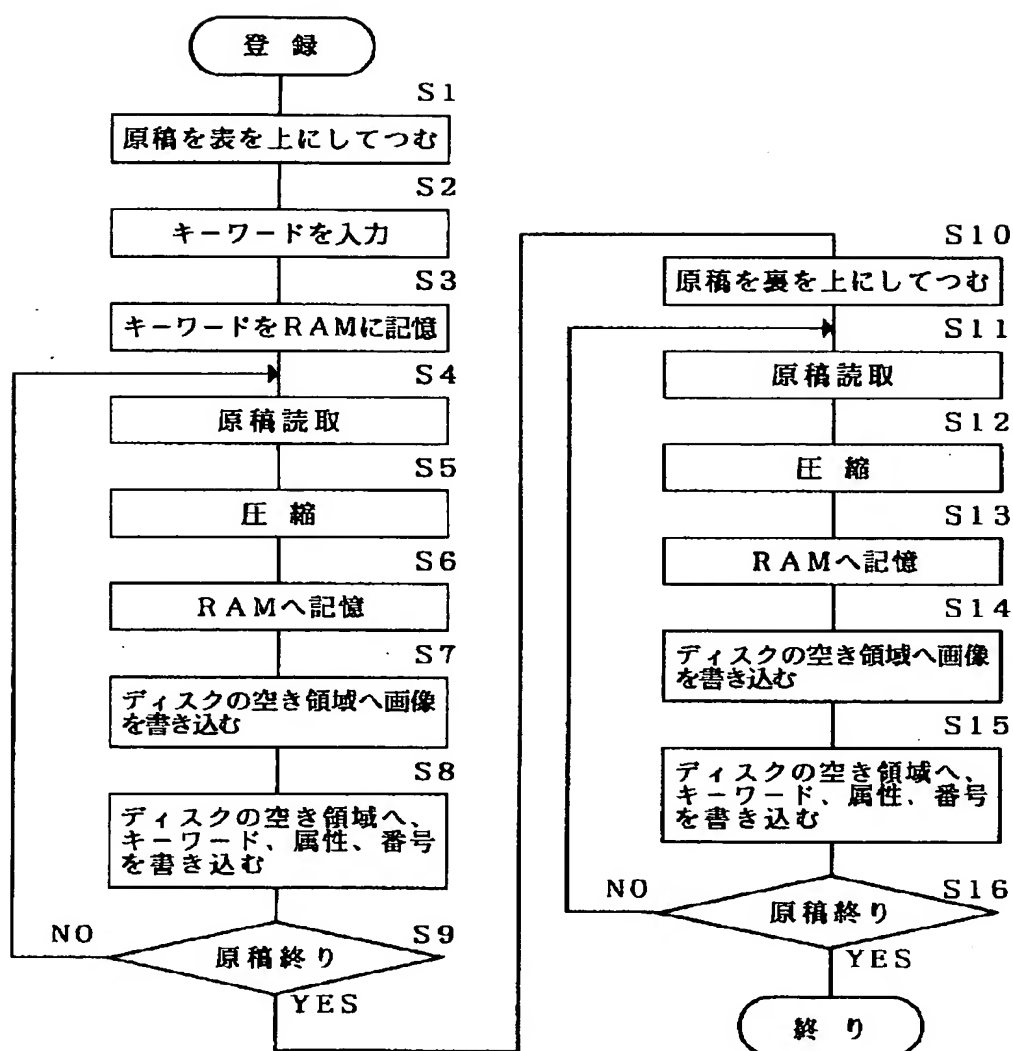 登録
S1
原稿を表を上にしてつむ
S2
キーワードを入力
S3
キーワードをRAMに記憶
S4
原稿読取
S5
圧縮
S6
RAMへ記憶
S7
ディスクの空き領域へ画像
を書き込む
S8
ディスクの空き領域へ、
キーワード、属性、番号
を書き込む
S9
原稿終り
NO
YES
S10
原稿を裏を上にしてつむ
S11
原稿読取
S12
圧縮
S13
RAMへ記憶
S14
ディスクの空き領域へ画像
を書き込む
S15
ディスクの空き領域へ、
キーワード、属性、番号
を書き込む
S16
原稿終り
NO
YES
終り